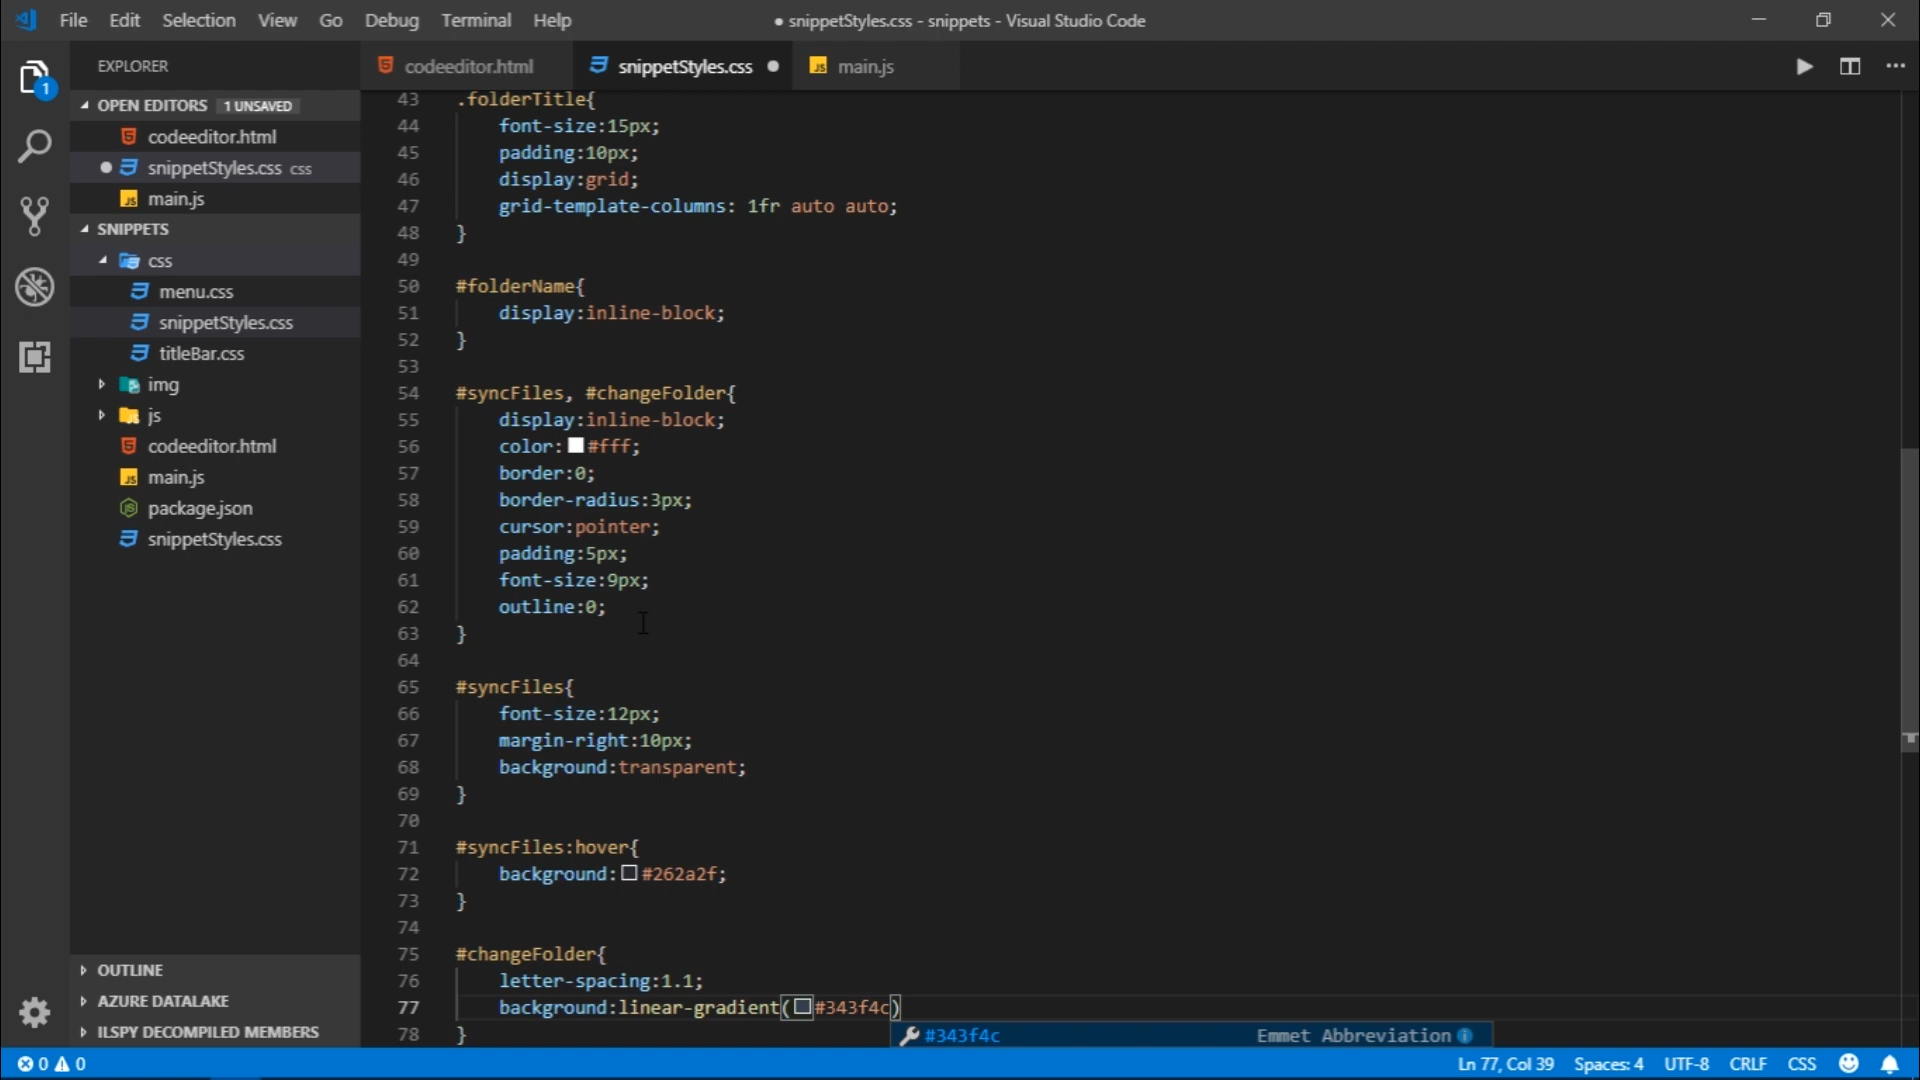 File Edit Selection View Go Debug Terminal Help
● snippetStyles.css - snippets - Visual Studio Code
EXPLORER
OPEN EDITORS 1 UNSAVED
codeeditor.html
snippetStyles.css css
main.js
SNIPPETS
css
menu.css
snippetStyles.css
titleBar.css
img
js
codeeditor.html
main.js
package.json
snippetStyles.css
OUTLINE
AZURE DATALAKE
ILSPY DECOMPILED MEMBERS
1
codeeditor.html snippetStyles.css ● main.js
43 .folderTitle{
44 font-size:15px;
45 padding:10px;
46 display:grid;
47 grid-template-columns: 1fr auto auto;
48 }
49
50 #folderName{
51 display:inline-block;
52 }
53
54 #syncFiles, #changeFolder{
55 display:inline-block;
56 color:#fff;
57 border:0;
58 border-radius:3px;
59 cursor:pointer;
60 padding:5px;
61 font-size:9px;
62 outline:0;
63 }
64
65 #syncFiles{
66 font-size:12px;
67 margin-right:10px;
68 background:transparent;
69 }
70
71 #syncFiles:hover{
72 background:#262a2f;
73 }
74
75 #changeFolder{
76 letter-spacing:1.1;
77 background:linear-gradient(#343f4c)
78 }
#343f4c Emmet Abbreviation
0 0 Ln 77, Col 39 Spaces: 4 UTF-8 CRLF CSS